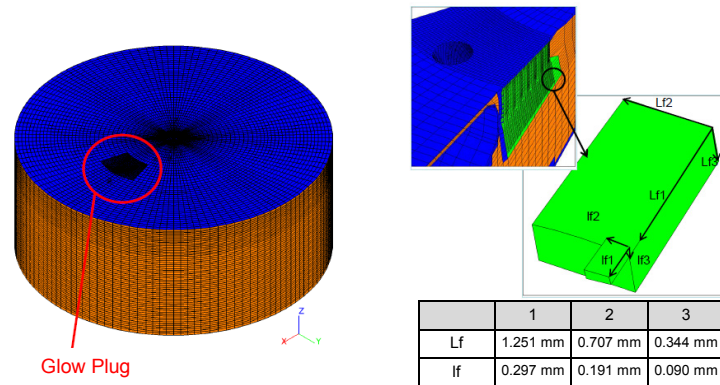 Glow Plug
Z
X
Y
Lf2
Lf3
Lf1
lf2
lf1
lf3
1 2 3
Lf 1.251 mm 0.707 mm 0.344 mm
lf 0.297 mm 0.191 mm 0.090 mm